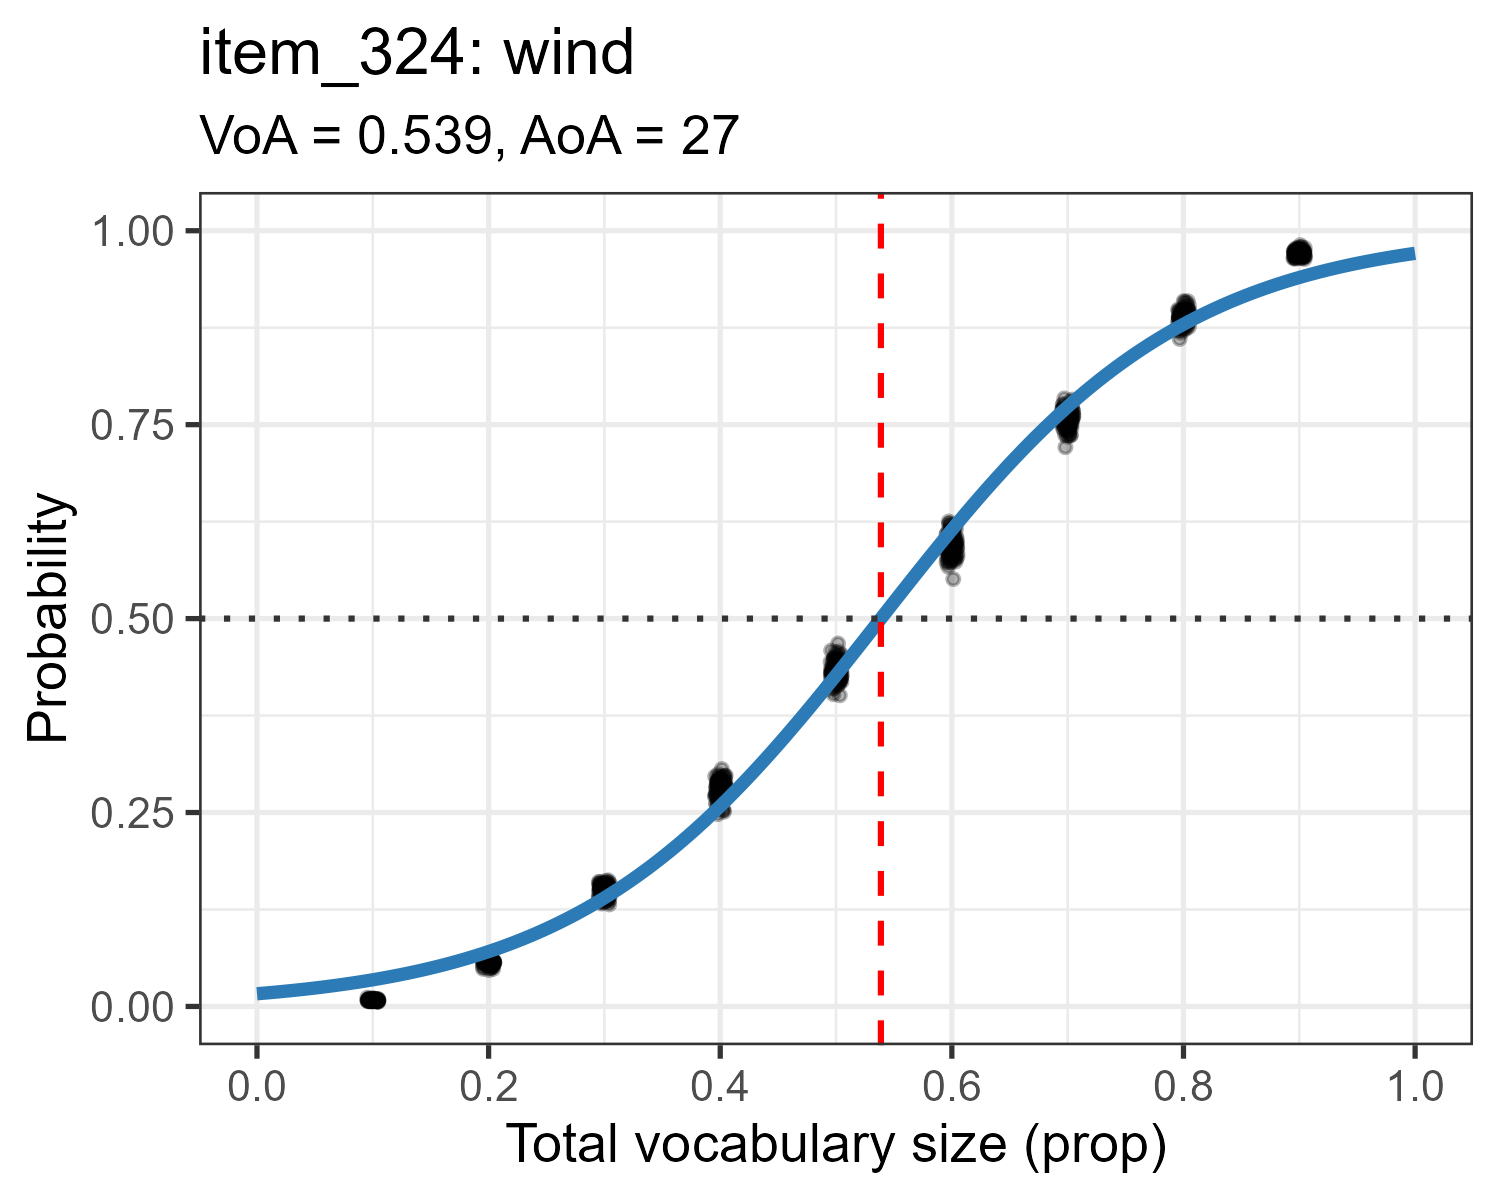 item_324: wind
VoA = 0.539, AoA = 27
1.00
0.75
0.50
0.25
0.00
Probability
0.0 0.2 0.4 0.6 0.8 1.0
Total vocabulary size (prop)